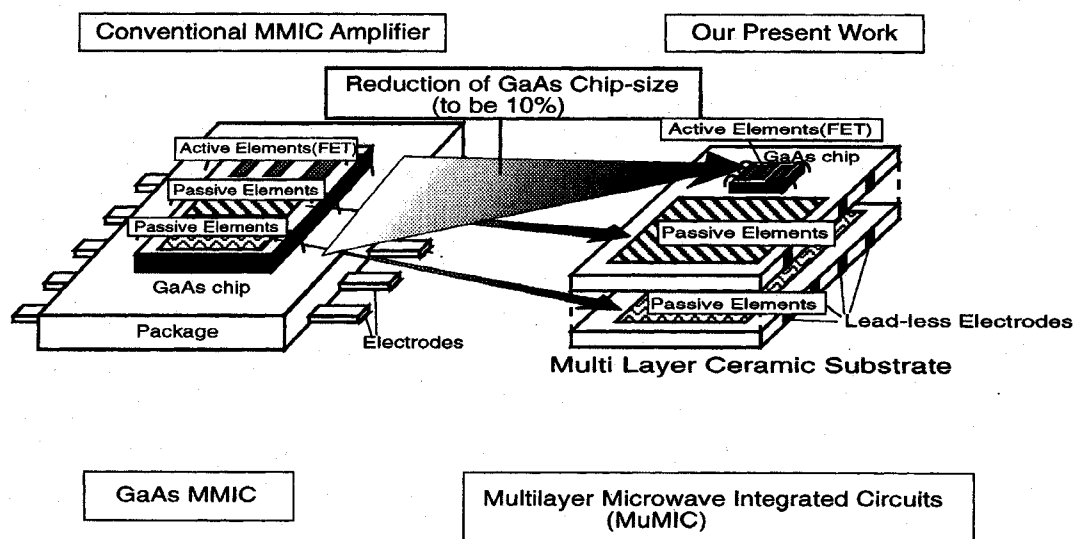 Conventional MMIC Amplifier
Our Present Work
Reduction of GaAs Chip-size
(to be 10%)
Active Elements(FET)
Passive Elements
Passive Elements
GaAs chip
Package
Electrodes
Active Elements(FET)
GaAs chip
Passive Elements
Passive Elements
Lead-less Electrodes
Multi Layer Ceramic Substrate
GaAs MMIC
Multilayer Microwave Integrated Circuits
(MuMIC)